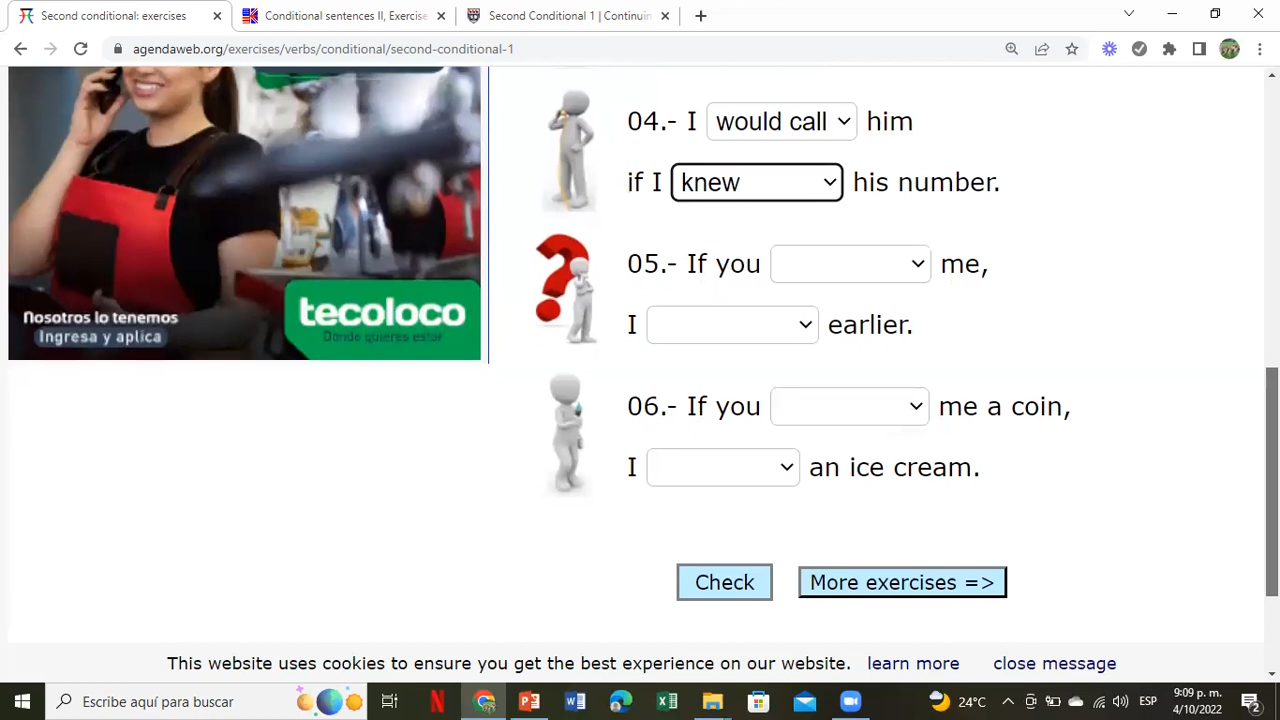 Second conditional: exercises
Conditional sentences II, Exercise
Second Conditional 1 | Continuin
agendaweb.org/exercises/verbs/conditional/second-conditional-1
04.- I would call him
if I knew his number.
05.- If you me,
I earlier.
06.- If you me a coin,
I an ice cream.
Nosotros lo tenemos
Ingresa y aplica
tecoloco
Donde quieres estar
Check More exercises =>
This website uses cookies to ensure you get the best experience on our website. learn more close message
Escribe aquí para buscar
24°C
ESP
9:09 p. m.
4/10/2022
2